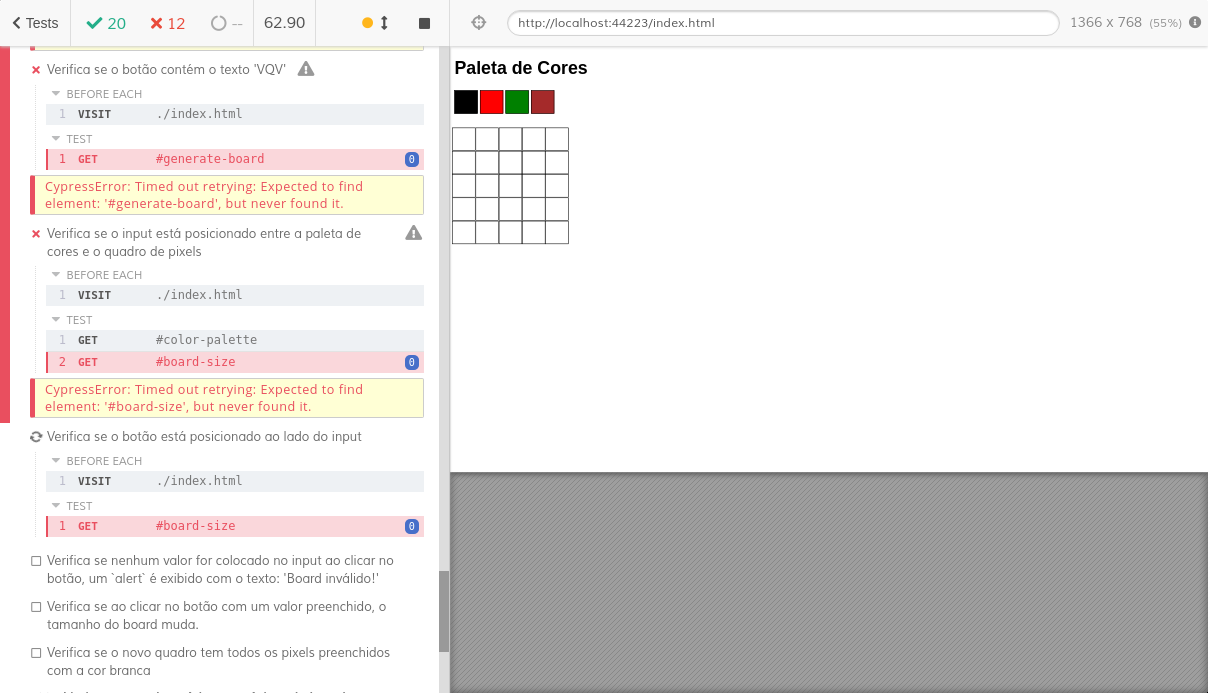 Tests
20
12
--
62.90
http://localhost:44223/index.html
1366 x 768 (55%)
Verifica se o botão contém o texto 'VQV'
BEFORE EACH
1 VISIT ./index.html
TEST
1 GET #generate-board 0
CypressError: Timed out retrying: Expected to find
element: '#generate-board', but never found it.
Verifica se o input está posicionado entre a paleta de
cores e o quadro de pixels
BEFORE EACH
1 VISIT ./index.html
TEST
1 GET #color-palette
2 GET #board-size 0
CypressError: Timed out retrying: Expected to find
element: '#board-size', but never found it.
Verifica se o botão está posicionado ao lado do input
BEFORE EACH
1 VISIT ./index.html
TEST
1 GET #board-size 0
Verifica se nenhum valor for colocado no input ao clicar no
botão, um `alert` é exibido com o texto: 'Board inválido!'
Verifica se ao clicar no botão com um valor preenchido, o
tamanho do board muda.
Verifica se o novo quadro tem todos os pixels preenchidos
com a cor branca
Paleta de Cores